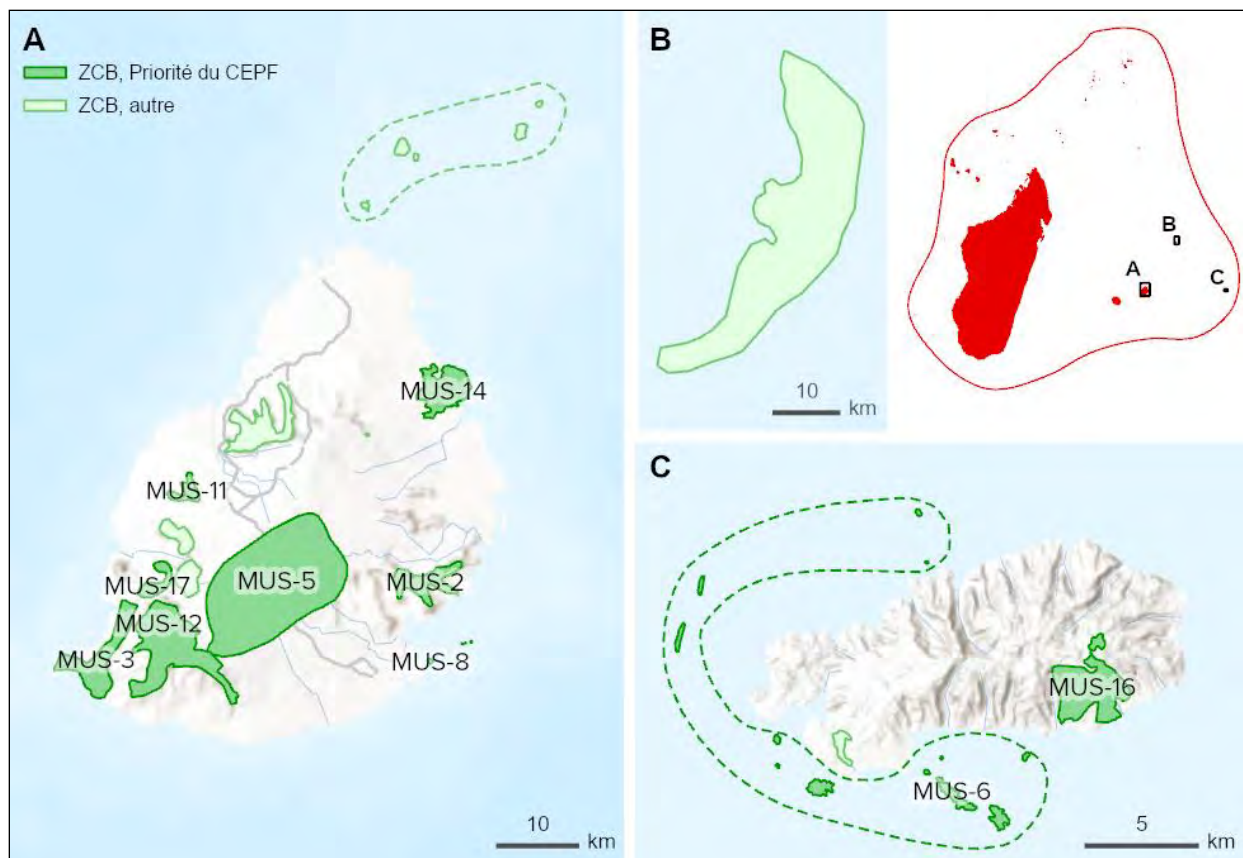 A
ZCB, Priorité du CEPF
ZCB, autre
MUS-14
MUS-11
MUS-17
MUS-5
MUS-2
MUS-12
MUS-3
MUS-8
10
km
B
10
km
B
A
C
C
MUS-16
MUS-6
5
km